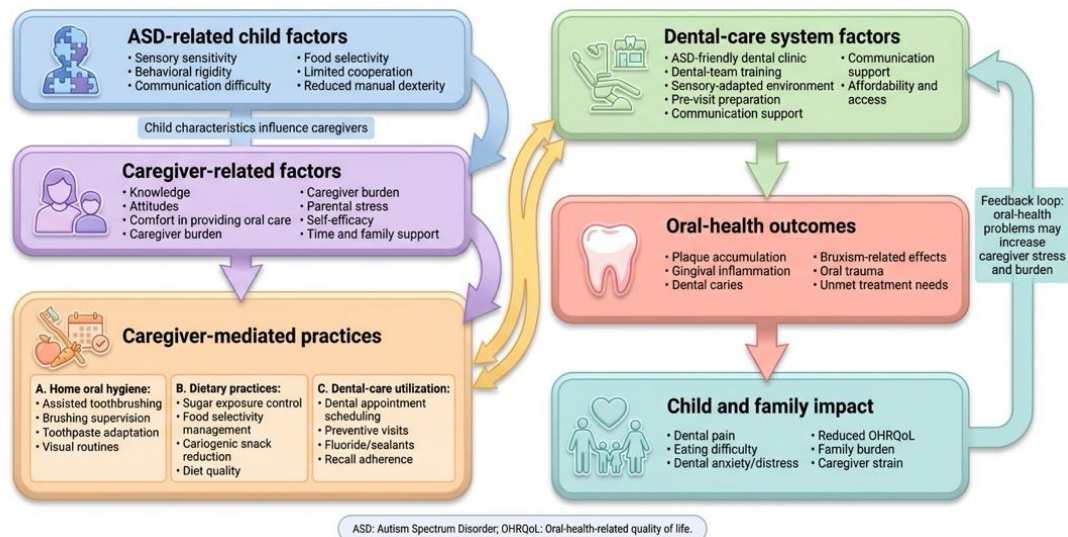 ASD-related child factors
• Sensory sensitivity
• Behavioral rigidity
• Communication difficulty
• Food selectivity
• Limited cooperation
• Reduced manual dexterity
Child characteristics influence caregivers
Caregiver-related factors
• Knowledge
• Attitudes
• Comfort in providing oral care
• Caregiver burden
• Caregiver burden
• Parental stress
• Self-efficacy
• Time and family support
Caregiver-mediated practices
A. Home oral hygiene:
• Assisted toothbrushing
• Brushing supervision
• Toothpaste adaptation
• Visual routines
B. Dietary practices:
• Sugar exposure control
• Food selectivity
management
• Cariogenic snack
reduction
• Diet quality
C. Dental-care utilization:
• Dental appointment
scheduling
• Preventive visits
• Fluoride/sealants
• Recall adherence
Dental-care system factors
• ASD-friendly dental clinic
• Dental-team training
• Sensory-adapted environment
• Pre-visit preparation
• Communication support
• Communication
support
• Affordability and
access
Oral-health outcomes
• Plaque accumulation
• Gingival inflammation
• Dental caries
• Bruxism-related effects
• Oral trauma
• Unmet treatment needs
Child and family impact
• Dental pain
• Eating difficulty
• Dental anxiety/distress
• Reduced OHRQoL
• Family burden
• Caregiver strain
Feedback loop:
oral-health
problems may
increase
caregiver stress
and burden
ASD: Autism Spectrum Disorder; OHRQoL: Oral-health-related quality of life.